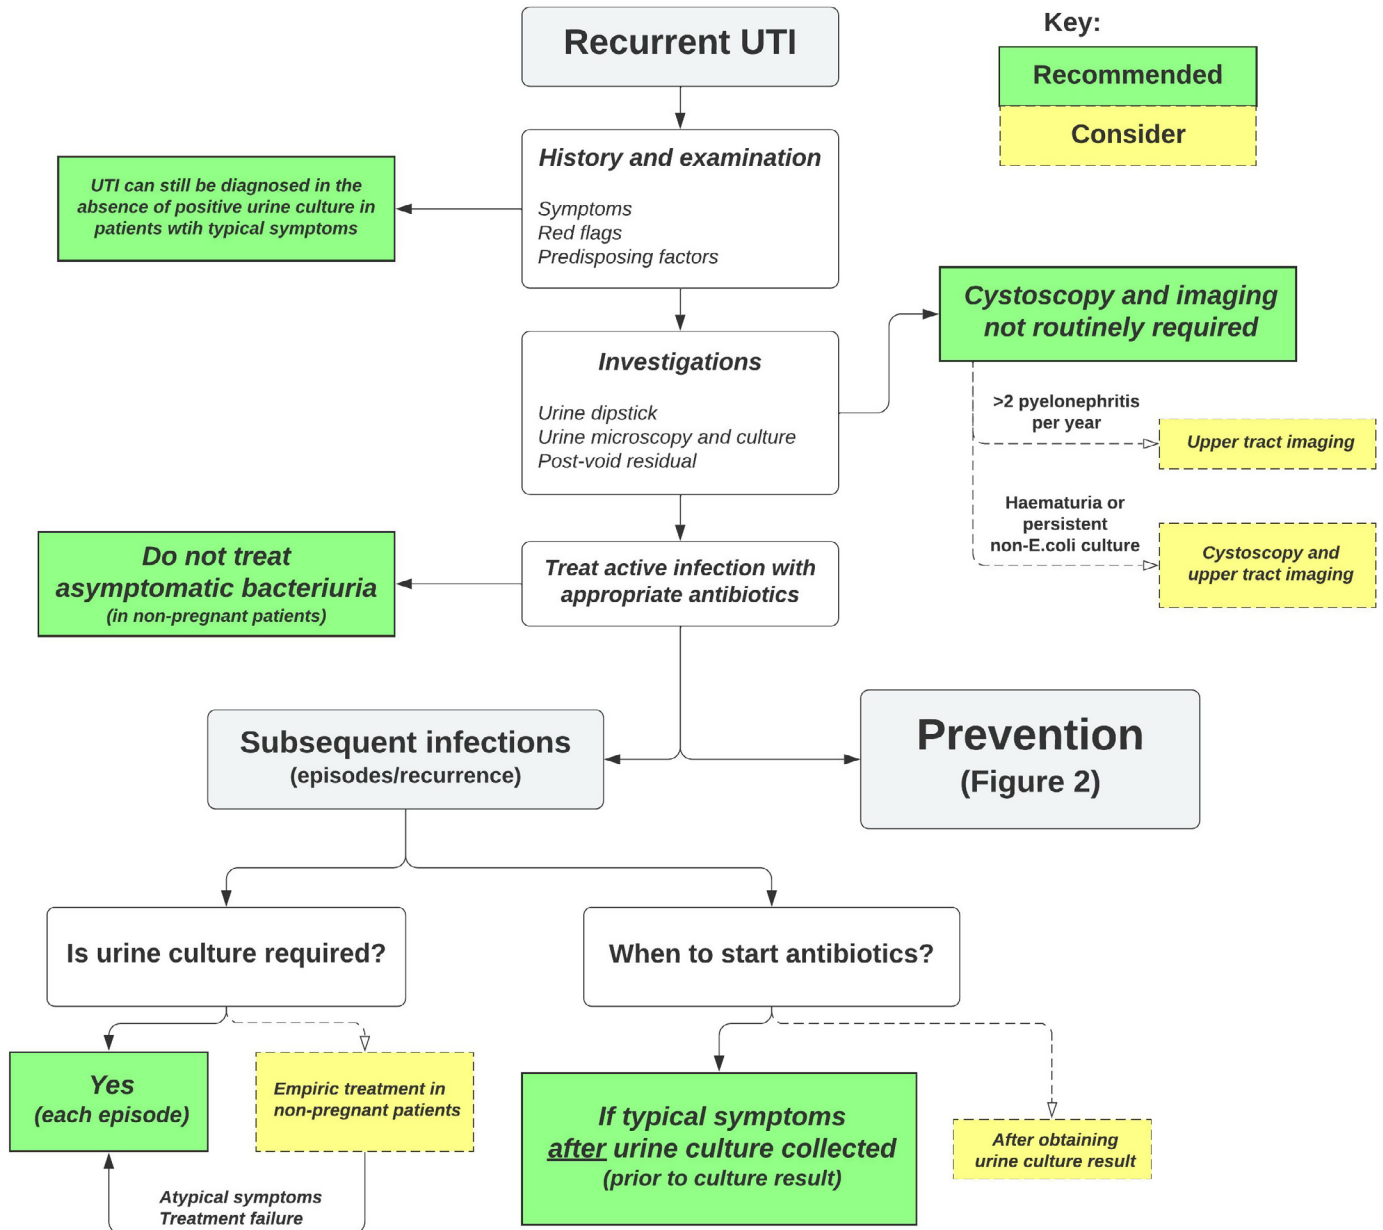 Recurrent UTI
Key:
Recommended
Consider
History and examination
Symptoms
Red flags
Predisposing factors
UTI can still be diagnosed in the
absence of positive urine culture in
patients wtih typical symptoms
Investigations
Urine dipstick
Urine microscopy and culture
Post-void residual
Cystoscopy and imaging
not routinely required
>2 pyelonephritis
per year
Upper tract imaging
Haematuria or
persistent
non-E.coli culture
Cystoscopy and
upper tract imaging
Treat active infection with
appropriate antibiotics
Do not treat
asymptomatic bacteriuria
(in non-pregnant patients)
Subsequent infections
(episodes/recurrence)
Prevention
(Figure 2)
Is urine culture required?
When to start antibiotics?
Yes
(each episode)
Empiric treatment in
non-pregnant patients
Atypical symptoms
Treatment failure
If typical symptoms
after urine culture collected
(prior to culture result)
After obtaining
urine culture result